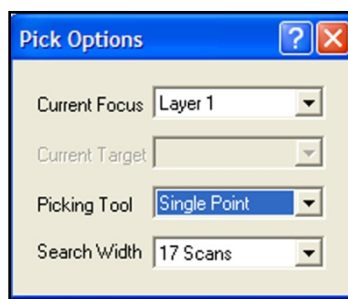 Pick Options
Current Focus Layer 1
Current Target
Picking Tool Single Point
Search Width 17 Scans